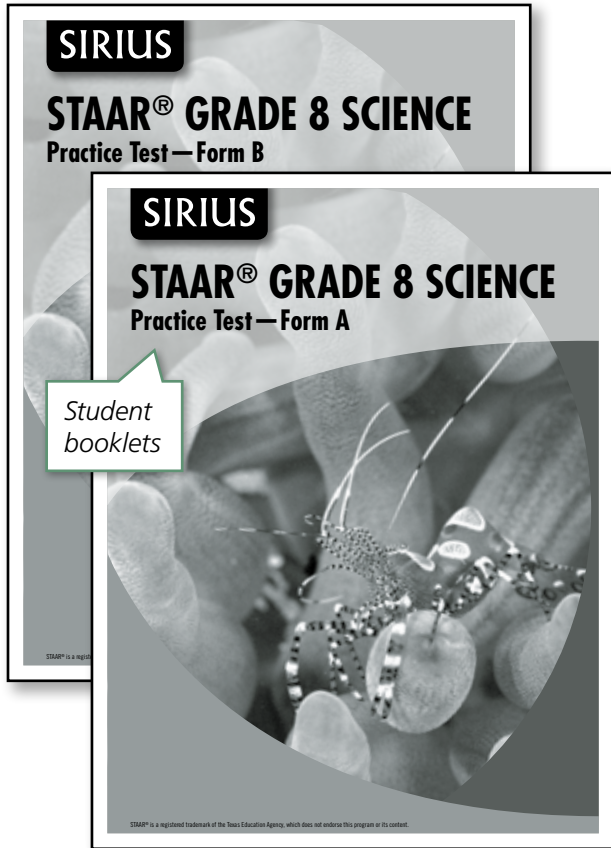 SIRIUS
STAAR® GRADE 8 SCIENCE
Practice Test—Form B
SIRIUS
STAAR® GRADE 8 SCIENCE
Practice Test—Form A
Student
booklets
STAAR® is a regist
STAAR® is a registered trademark of the Texas Education Agency, which does not endorse this program or its content.